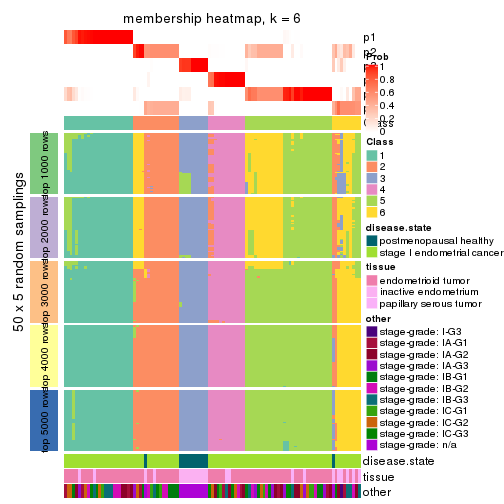 membership heatmap, k = 6
p1
p2
Prob
1
0.8
0.6
0.4
0.2
0
Class
1
2
3
4
5
6
disease.state
postmenopausal healthy
stage I endometrial cancer
tissue
endometrioid tumor
inactive endometrium
papillary serous tumor
other
stage-grade: I-G3
stage-grade: IA-G1
stage-grade: IA-G2
stage-grade: IA-G3
stage-grade: IB-G1
stage-grade: IB-G2
stage-grade: IB-G3
stage-grade: IC-G1
stage-grade: IC-G2
stage-grade: IC-G3
stage-grade: n/a
50 x 5 random samplings
top 1000 rows
top 2000 rows
top 3000 rows
top 4000 rows
top 5000 rows
disease.state
tissue
other